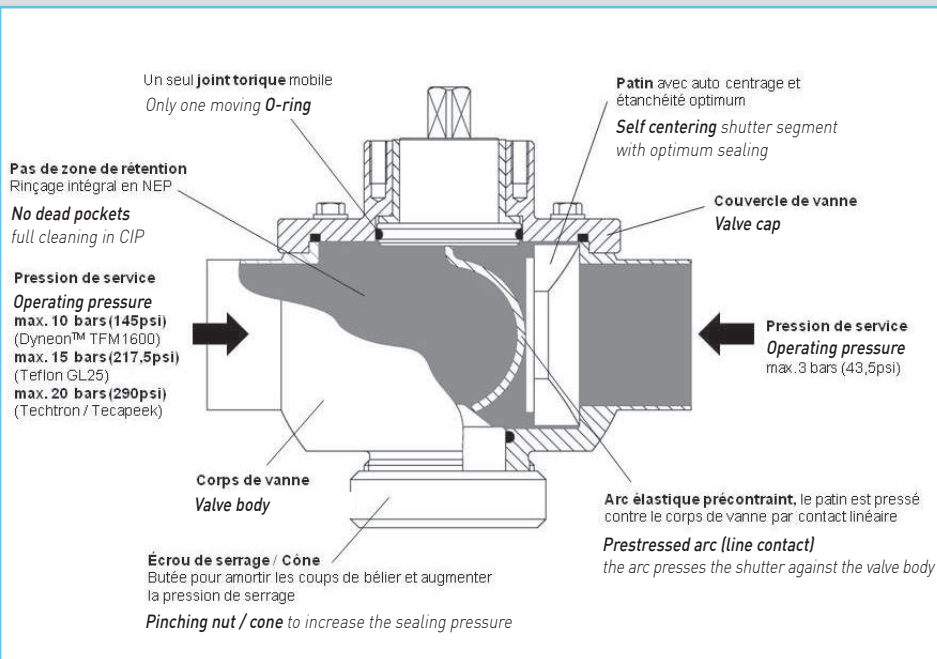 Un seul joint torique mobile
Only one moving O-ring
Patin avec auto centrage et
étanchéité optimum
Self centering shutter segment
with optimum sealing
Pas de zone de rétention
Rinçage intégral en NEP
No dead pockets
full cleaning in CIP
Couvercle de vanne
Valve cap
Pression de service
Operating pressure
max. 10 bars (145psi)
(Dyneon™ TFM1600)
max. 15 bars (217,5psi)
(Teflon GL25)
max. 20 bars (290psi)
(Techtron / Tecapeek)
Pression de service
Operating pressure
max.3 bars (43,5psi)
Corps de vanne
Valve body
Arc élastique précontraint, le patin est pressé
contre le corps de vanne par contact linéaire
Prestressed arc (line contact)
the arc presses the shutter against the valve body
Écrou de serrage / Cône
Butée pour amortir les coups de bélier et augmenter
la pression de serrage
Pinching nut / cone to increase the sealing pressure